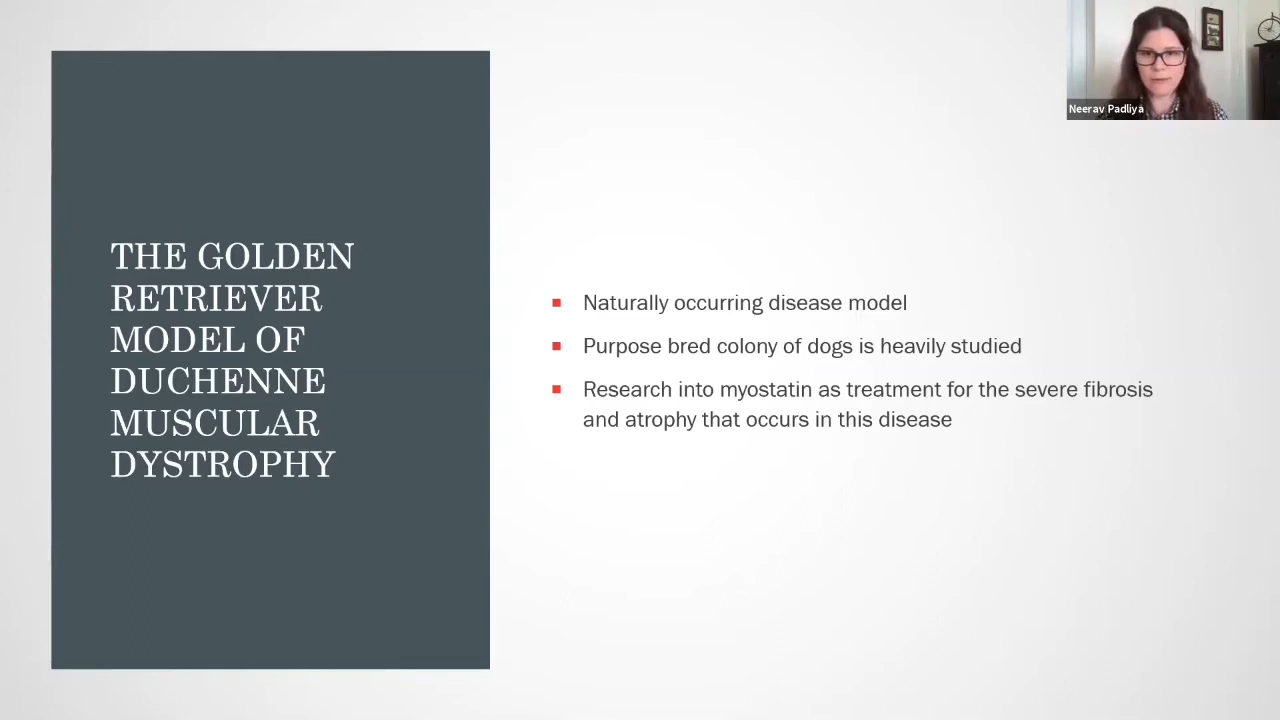 THE GOLDEN
RETRIEVER
MODEL OF
DUCHENNE
MUSCULAR
DYSTROPHY
Naturally occurring disease model
Purpose bred colony of dogs is heavily studied
Research into myostatin as treatment for the severe fibrosis
and atrophy that occurs in this disease
Neerav Padliya